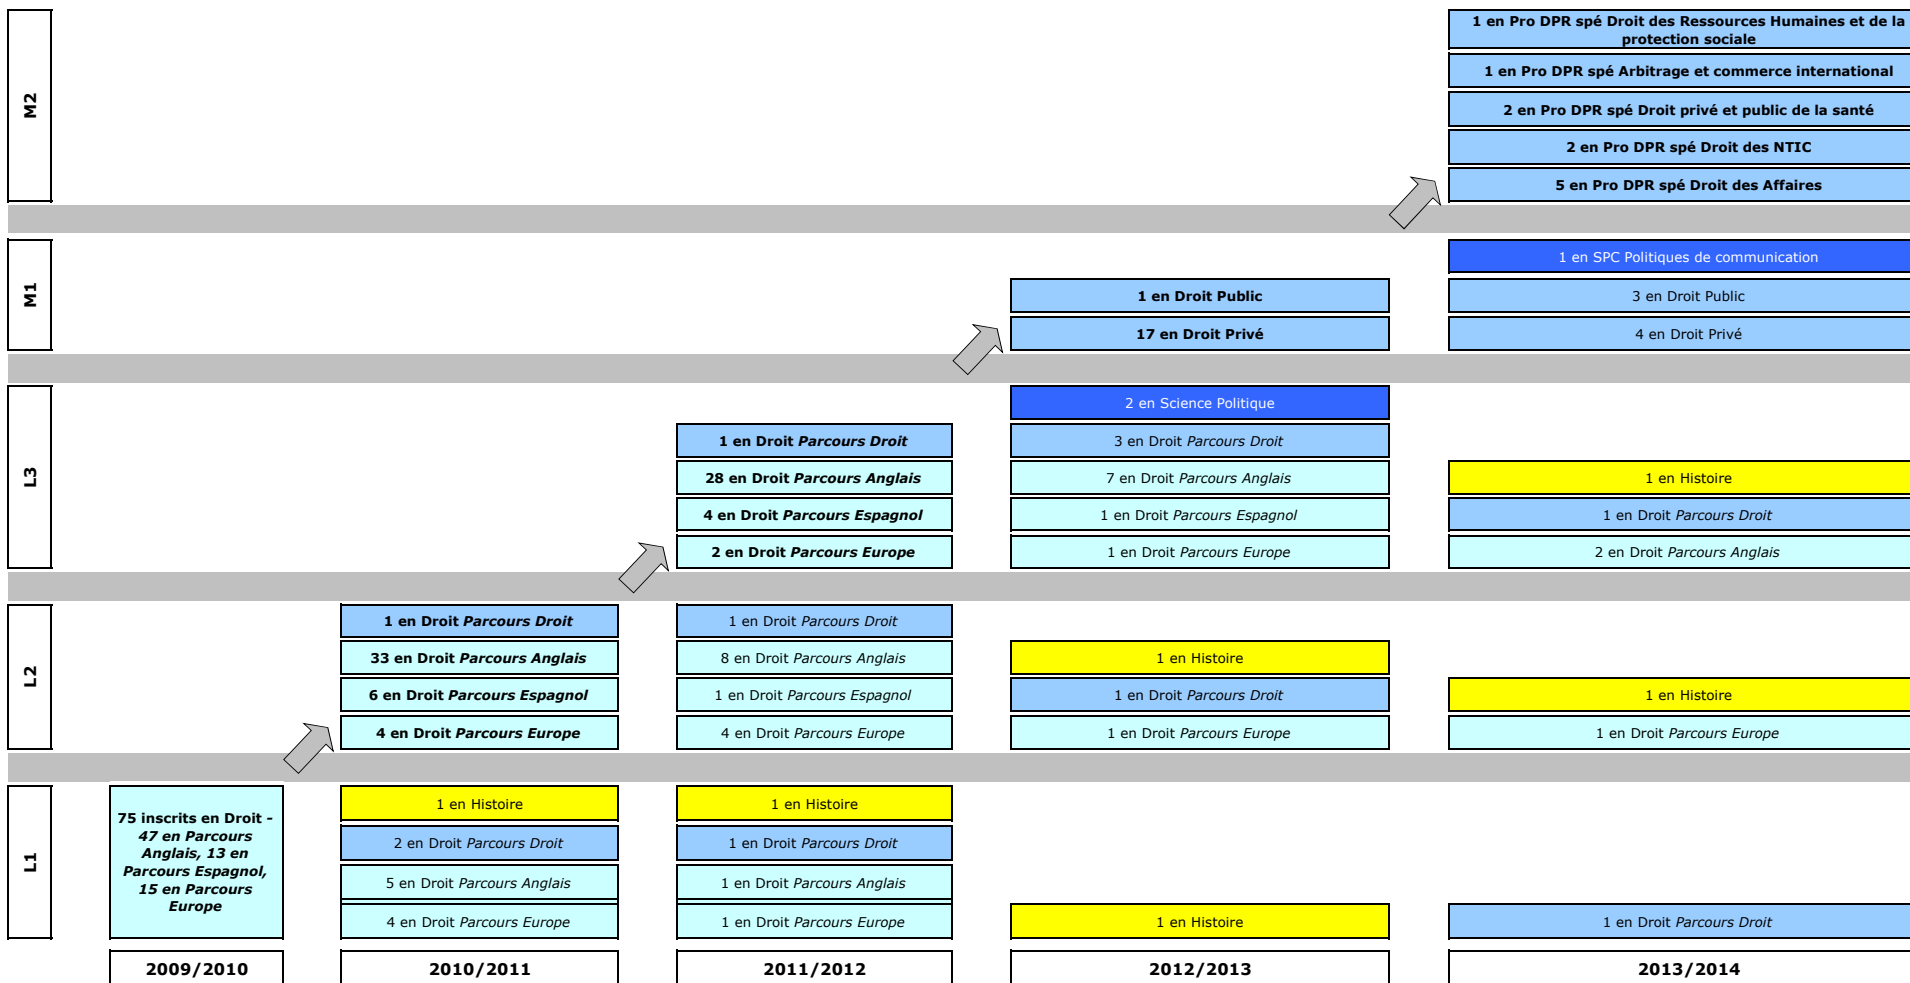 M2
1 en Pro DPR spé Droit des Ressources Humaines et de la
protection sociale
1 en Pro DPR spé Arbitrage et commerce international
2 en Pro DPR spé Droit privé et public de la santé
2 en Pro DPR spé Droit des NTIC
5 en Pro DPR spé Droit des Affaires
M1
1 en SPC Politiques de communication
1 en Droit Public
3 en Droit Public
17 en Droit Privé
4 en Droit Privé
L3
2 en Science Politique
1 en Droit Parcours Droit
3 en Droit Parcours Droit
28 en Droit Parcours Anglais
7 en Droit Parcours Anglais
1 en Histoire
4 en Droit Parcours Espagnol
1 en Droit Parcours Espagnol
1 en Droit Parcours Droit
2 en Droit Parcours Europe
1 en Droit Parcours Europe
2 en Droit Parcours Anglais
L2
1 en Droit Parcours Droit
1 en Droit Parcours Droit
33 en Droit Parcours Anglais
8 en Droit Parcours Anglais
1 en Histoire
6 en Droit Parcours Espagnol
1 en Droit Parcours Espagnol
1 en Droit Parcours Droit
1 en Histoire
4 en Droit Parcours Europe
4 en Droit Parcours Europe
1 en Droit Parcours Europe
1 en Droit Parcours Europe
L1
75 inscrits en Droit -
47 en Parcours
Anglais, 13 en
Parcours Espagnol,
15 en Parcours
Europe
1 en Histoire
1 en Histoire
2 en Droit Parcours Droit
1 en Droit Parcours Droit
5 en Droit Parcours Anglais
1 en Droit Parcours Anglais
4 en Droit Parcours Europe
1 en Droit Parcours Europe
1 en Histoire
1 en Droit Parcours Droit
2009/2010
2010/2011
2011/2012
2012/2013
2013/2014